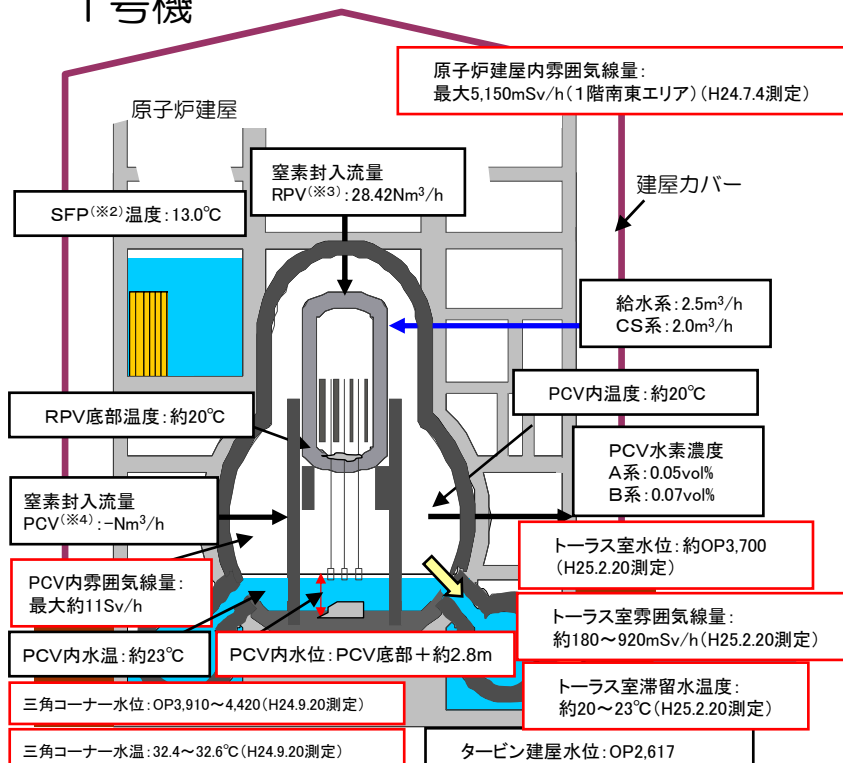 1号機
原子炉建屋内雰囲気線量:
最大5,150mSv/h(1階南東エリア)(H24.7.4測定)
原子炉建屋
窒素封入流量
RPV(※3):28.42Nm³/h
建屋カバー
SFP(※2)温度:13.0℃
給水系:2.5m³/h
CS系:2.0m³/h
PCV内温度:約20℃
RPV底部温度:約20℃
PCV水素濃度
A系:0.05vol%
B系:0.07vol%
窒素封入流量
PCV(※4):-Nm³/h
トーラス室水位:約OP3,700
(H25.2.20測定)
PCV内雰囲気線量:
最大約11Sv/h
トーラス室雰囲気線量:
約180~920mSv/h(H25.2.20測定)
PCV内水温:約23℃
PCV内水位:PCV底部+約2.8m
トーラス室滞留水温度:
約20~23℃(H25.2.20測定)
三角コーナー水位:OP3,910~4,420(H24.9.20測定)
三角コーナー水温:32.4~32.6℃(H24.9.20測定)
タービン建屋水位:OP2,617